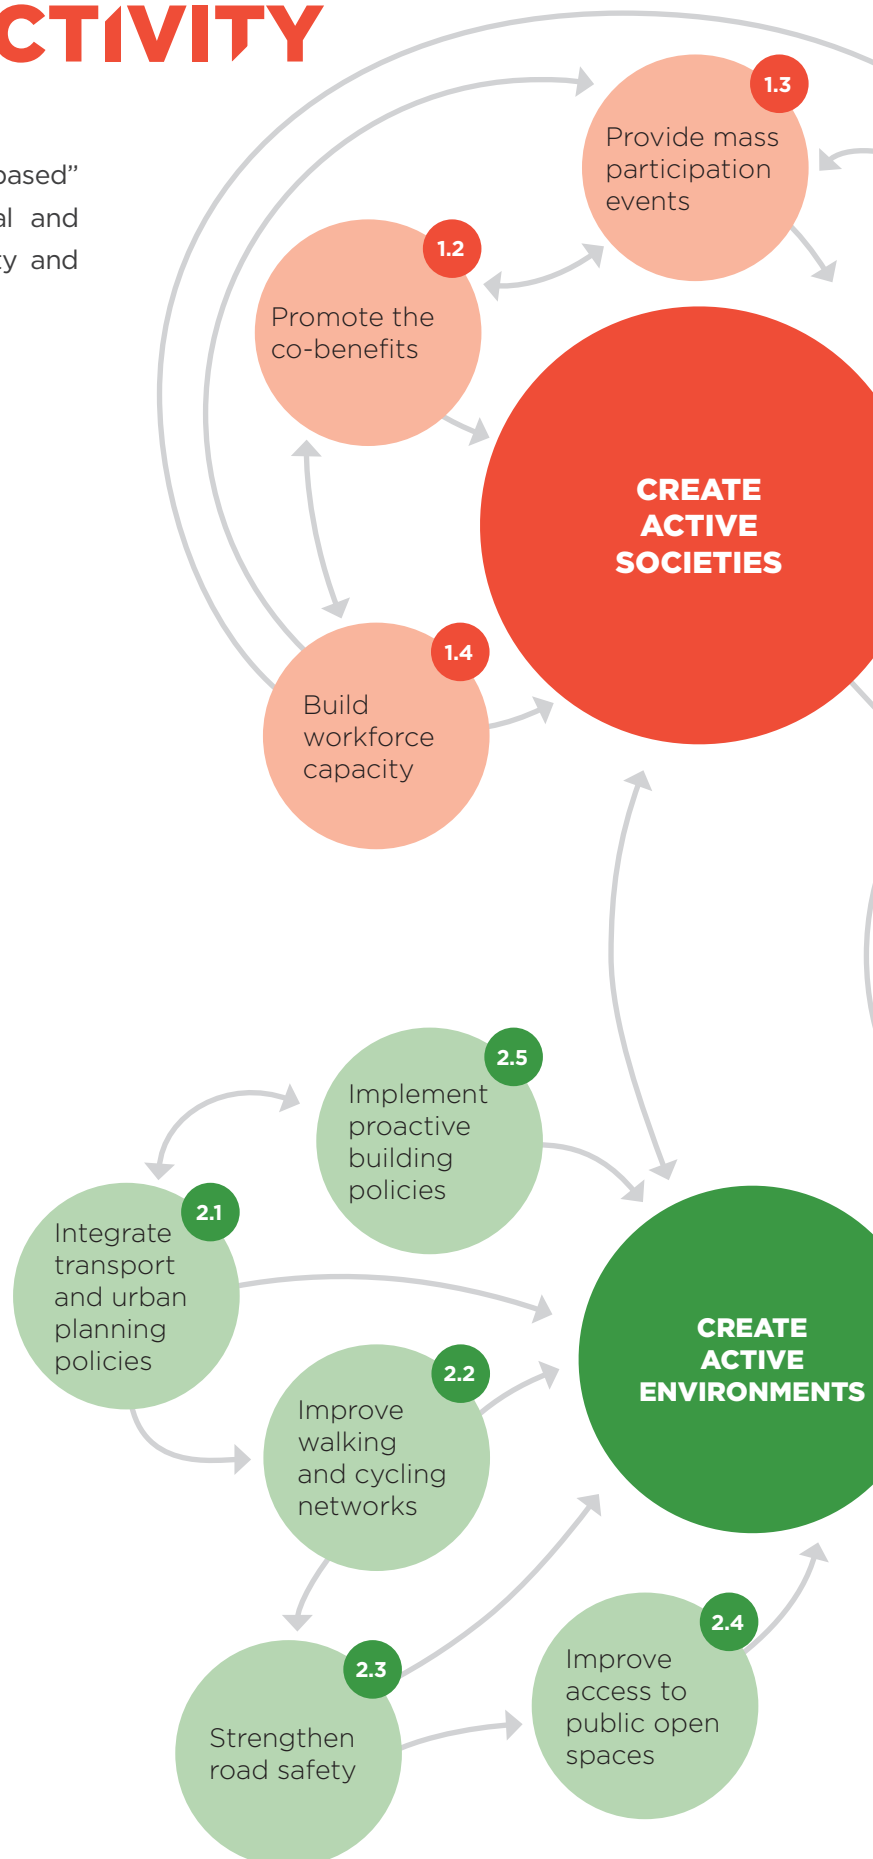 CTIVITY
based”
al and
ty and
1.3
Provide mass
participation
events
1.2
Promote the
co-benefits
CREATE
ACTIVE
SOCIETIES
1.4
Build
workforce
capacity
2.5
Implement
proactive
building
policies
2.1
Integrate
transport
and urban
planning
policies
CREATE
ACTIVE
ENVIRONMENTS
2.2
Improve
walking
and cycling
networks
2.4
Improve
access to
public open
spaces
2.3
Strengthen
road safety